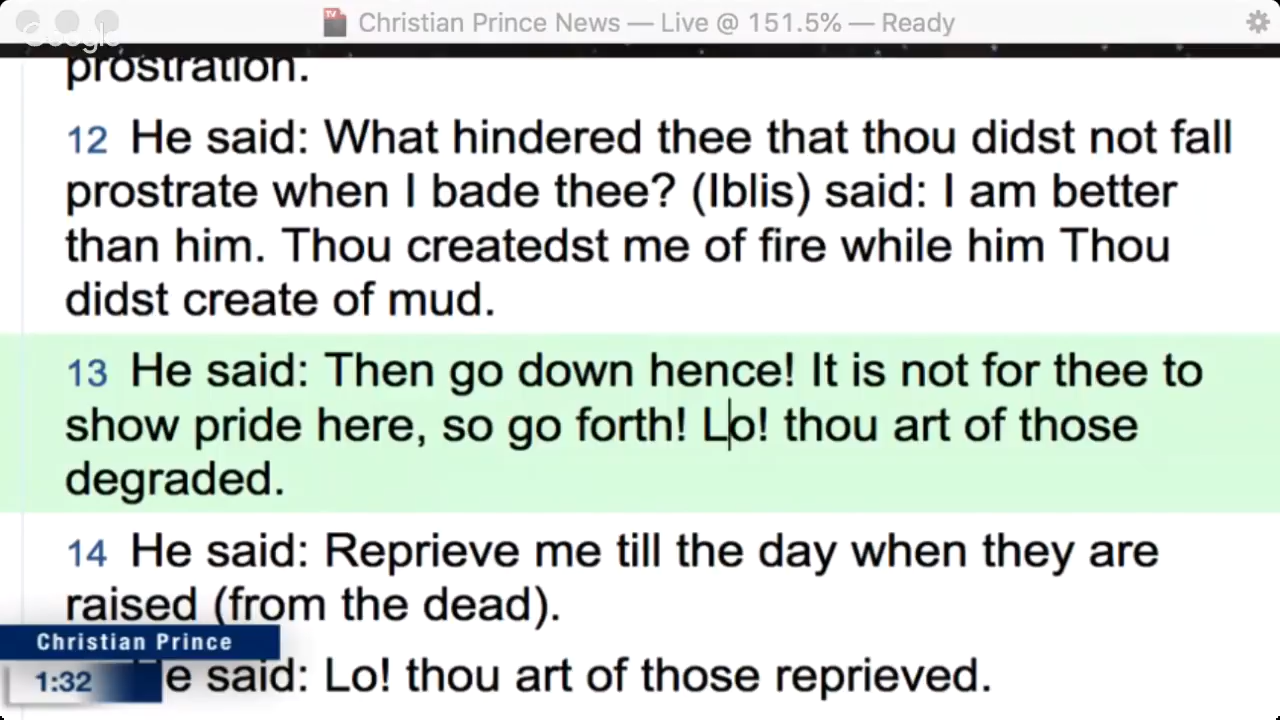 Christian Prince News — Live @ 151.5% — Ready
Google
prostration.
12 He said: What hindered thee that thou didst not fall
prostrate when I bade thee? (Iblis) said: I am better
than him. Thou createdst me of fire while him Thou
didst create of mud.
13 He said: Then go down hence! It is not for thee to
show pride here, so go forth! Lo! thou art of those
degraded.
14 He said: Reprieve me till the day when they are
raised (from the dead).
Christian Prince
e said: Lo! thou art of those reprieved.
1:32